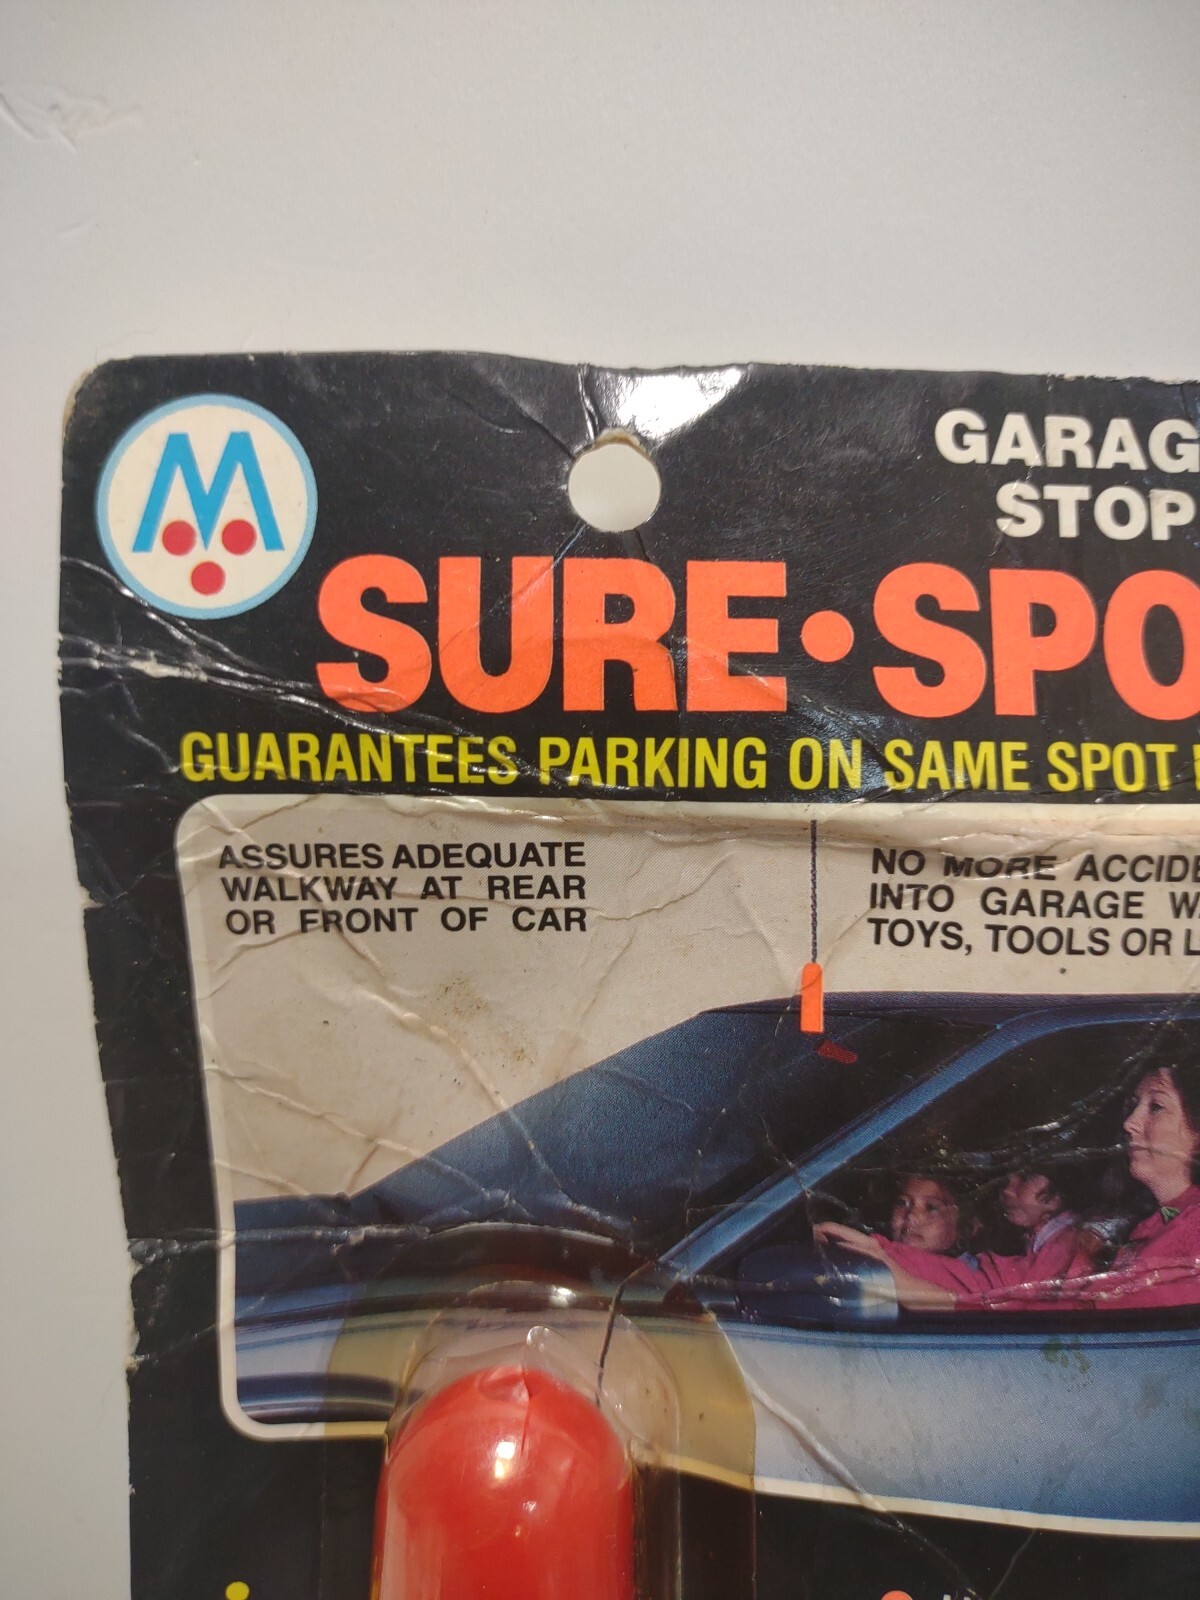 M
GARAG
STOP
SURE•SPO
GUARANTEES PARKING ON SAME SPOT
ASSURES ADEQUATE
WALKWAY AT REAR
OR FRONT OF CAR
NO MORE ACCIDE
INTO GARAGE WA
TOYS, TOOLS OR L